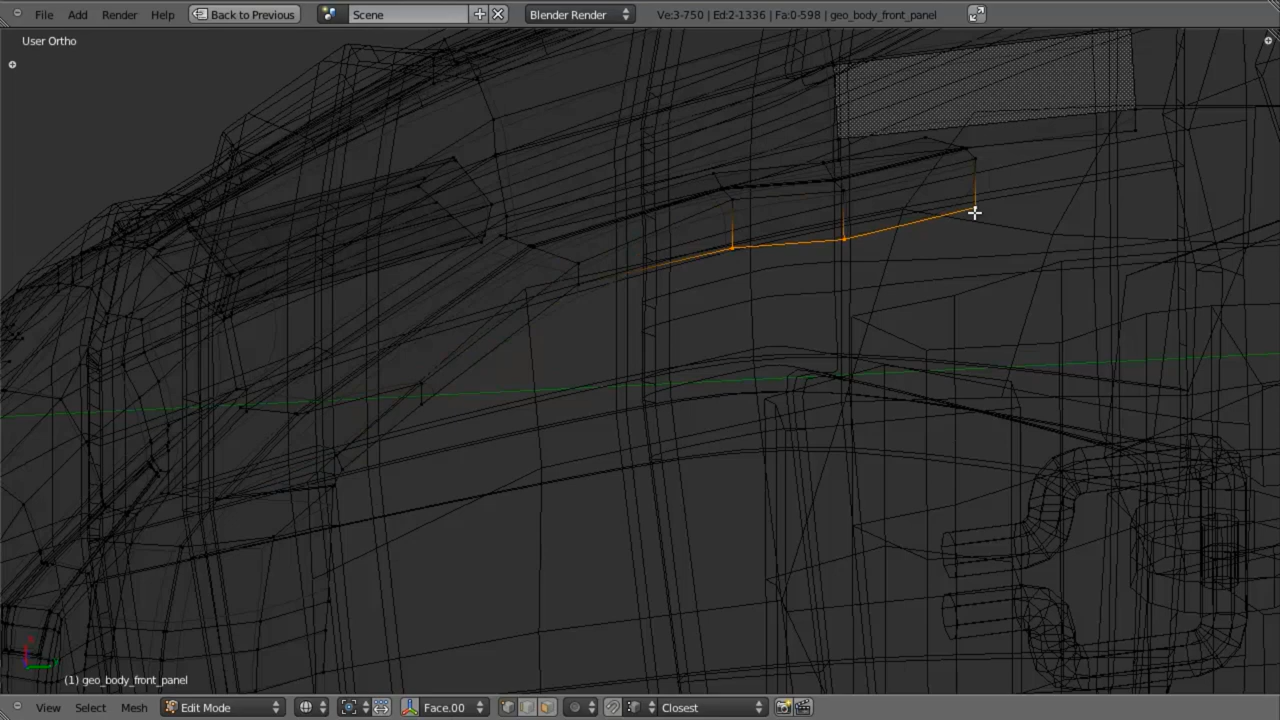 File Add Render Help Back to Previous Scene Blender Render Ve:3-750 | Ed:2-1336 | Fa:0-598 | geo_body_front_panel
User Ortho
(1) geo_body_front_panel
View Select Mesh Edit Mode Face.00 Closest